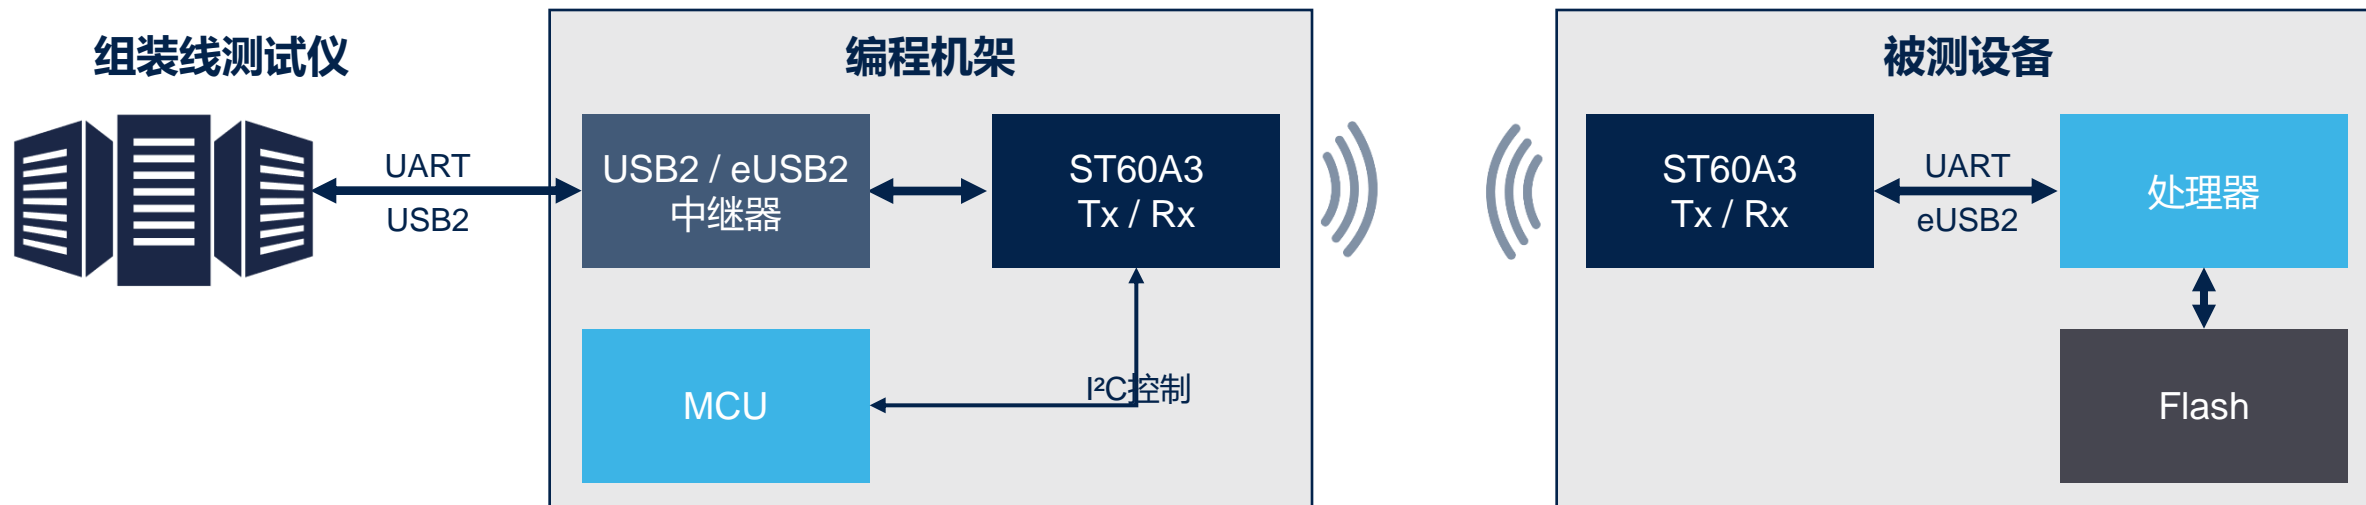 组装线测试仪
编程机架
被测设备
UART
USB2
USB2 / eUSB2
中继器
ST60A3
Tx / Rx
ST60A3
Tx / Rx
UART
eUSB2
处理器
MCU
I²C控制
Flash